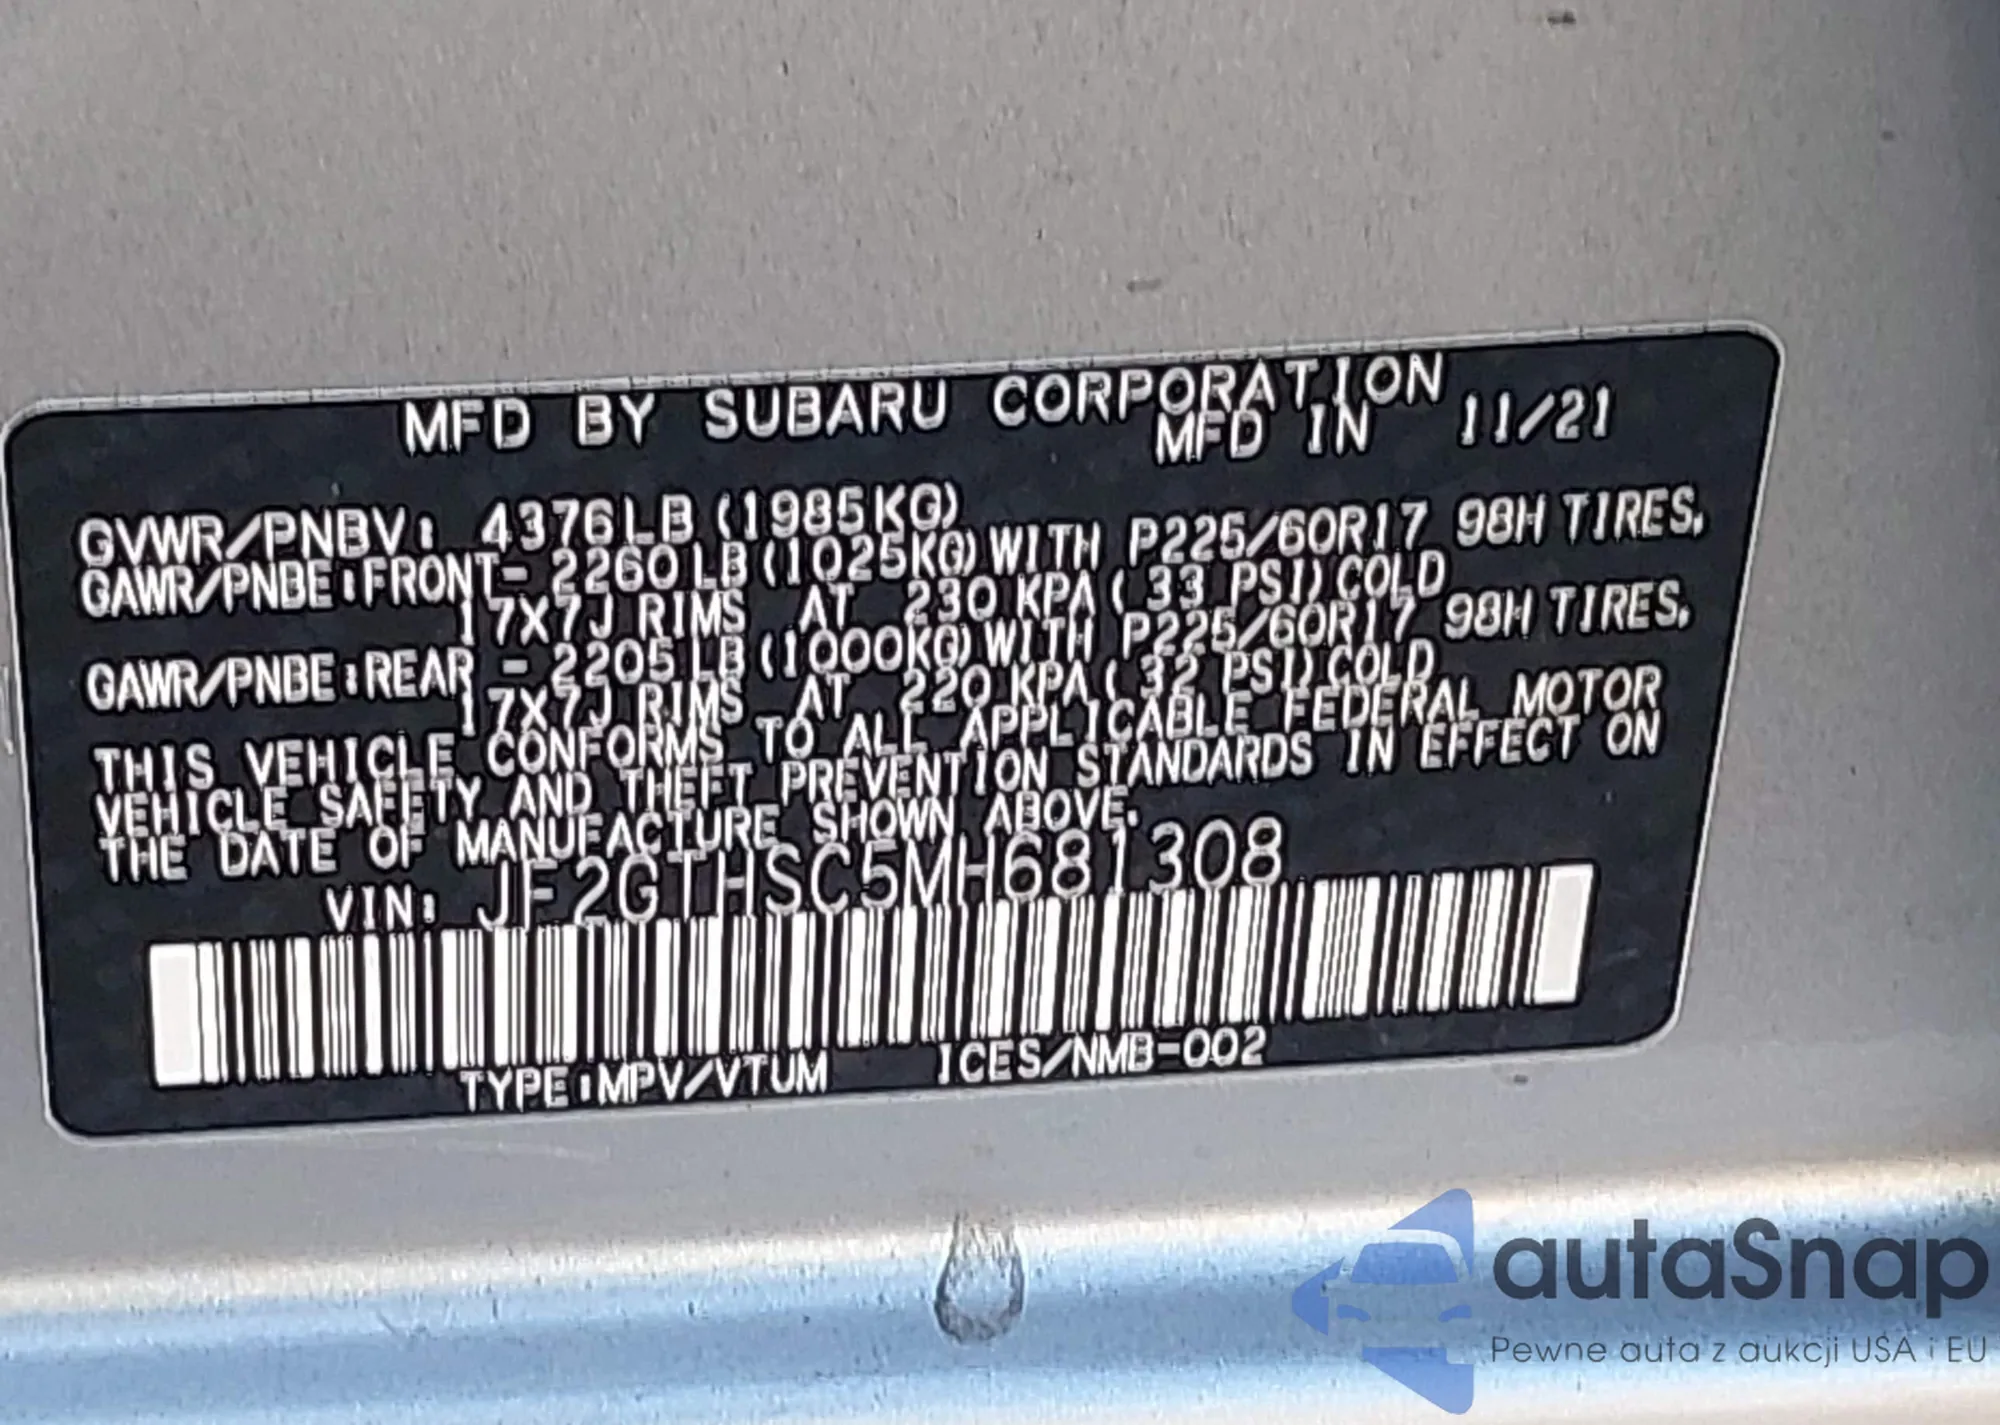 MFD BY SUBARU CORPORATION
MFD IN 11/21
GVWR/PNBV: 4376LB (1985KG)
GAWR/PNBE:FRONT- 2260LB (1025KG) WITH P225/60R17 98H TIRES,
17X7J RIMS AT 230 KPA ( 33 PSI) COLD
GAWR/PNBE:REAR - 2205LB (1000KG) WITH P225/60R17 98H TIRES,
17X7J RIMS AT 220 KPA ( 32 PSI) COLD
THIS VEHICLE CONFORMS TO ALL APPLICABLE FEDERAL MOTOR
VEHICLE SAFETY AND THEFT PREVENTION STANDARDS IN EFFECT ON
THE DATE OF MANUFACTURE SHOWN ABOVE.
VIN: JF2GTHSC5MH681308
TYPE:MPV/VTUM ICES/NMB-002
autaSnap
Pewne auta z aukcji USA i EU